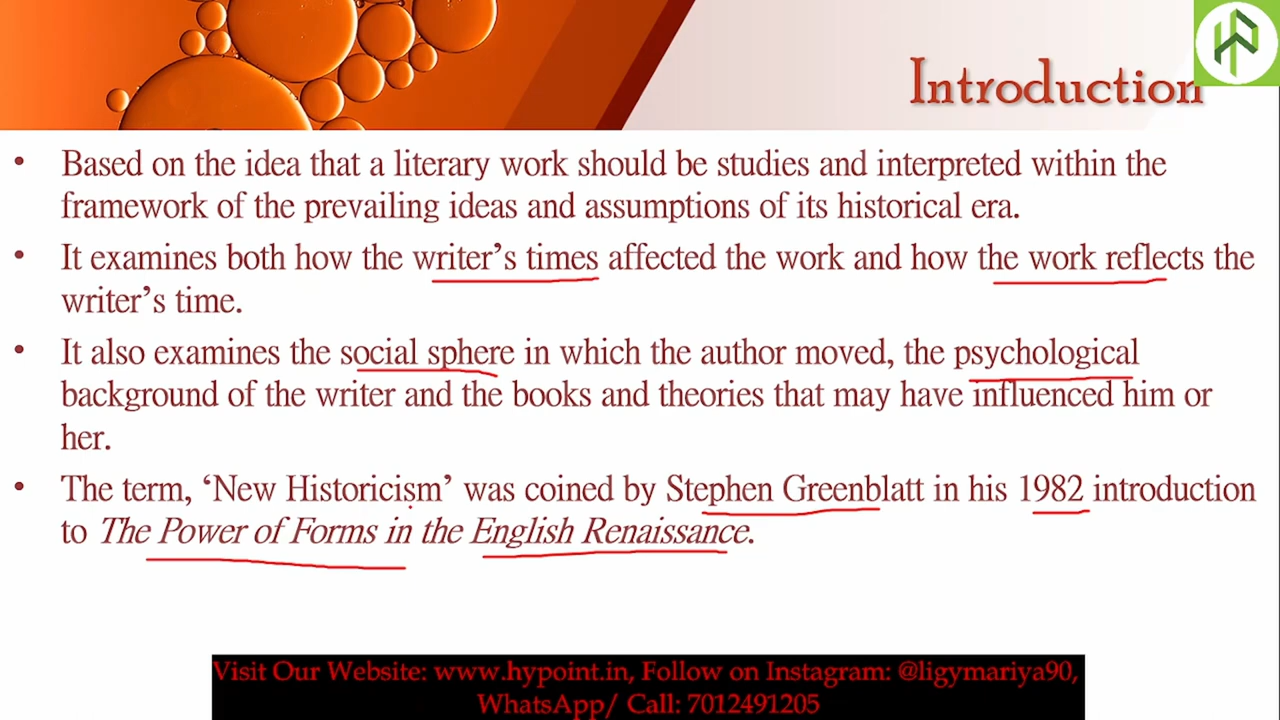 Introduction
• Based on the idea that a literary work should be studies and interpreted within the
framework of the prevailing ideas and assumptions of its historical era.
• It examines both how the writer’s times affected the work and how the work reflects the
writer’s time.
• It also examines the social sphere in which the author moved, the psychological
background of the writer and the books and theories that may have influenced him or
her.
• The term, ‘New Historicism’ was coined by Stephen Greenblatt in his 1982 introduction
to The Power of Forms in the English Renaissance.
Visit Our Website: www.hypoint.in, Follow on Instagram: @ligymariya90,
WhatsApp/ Call: 7012491205